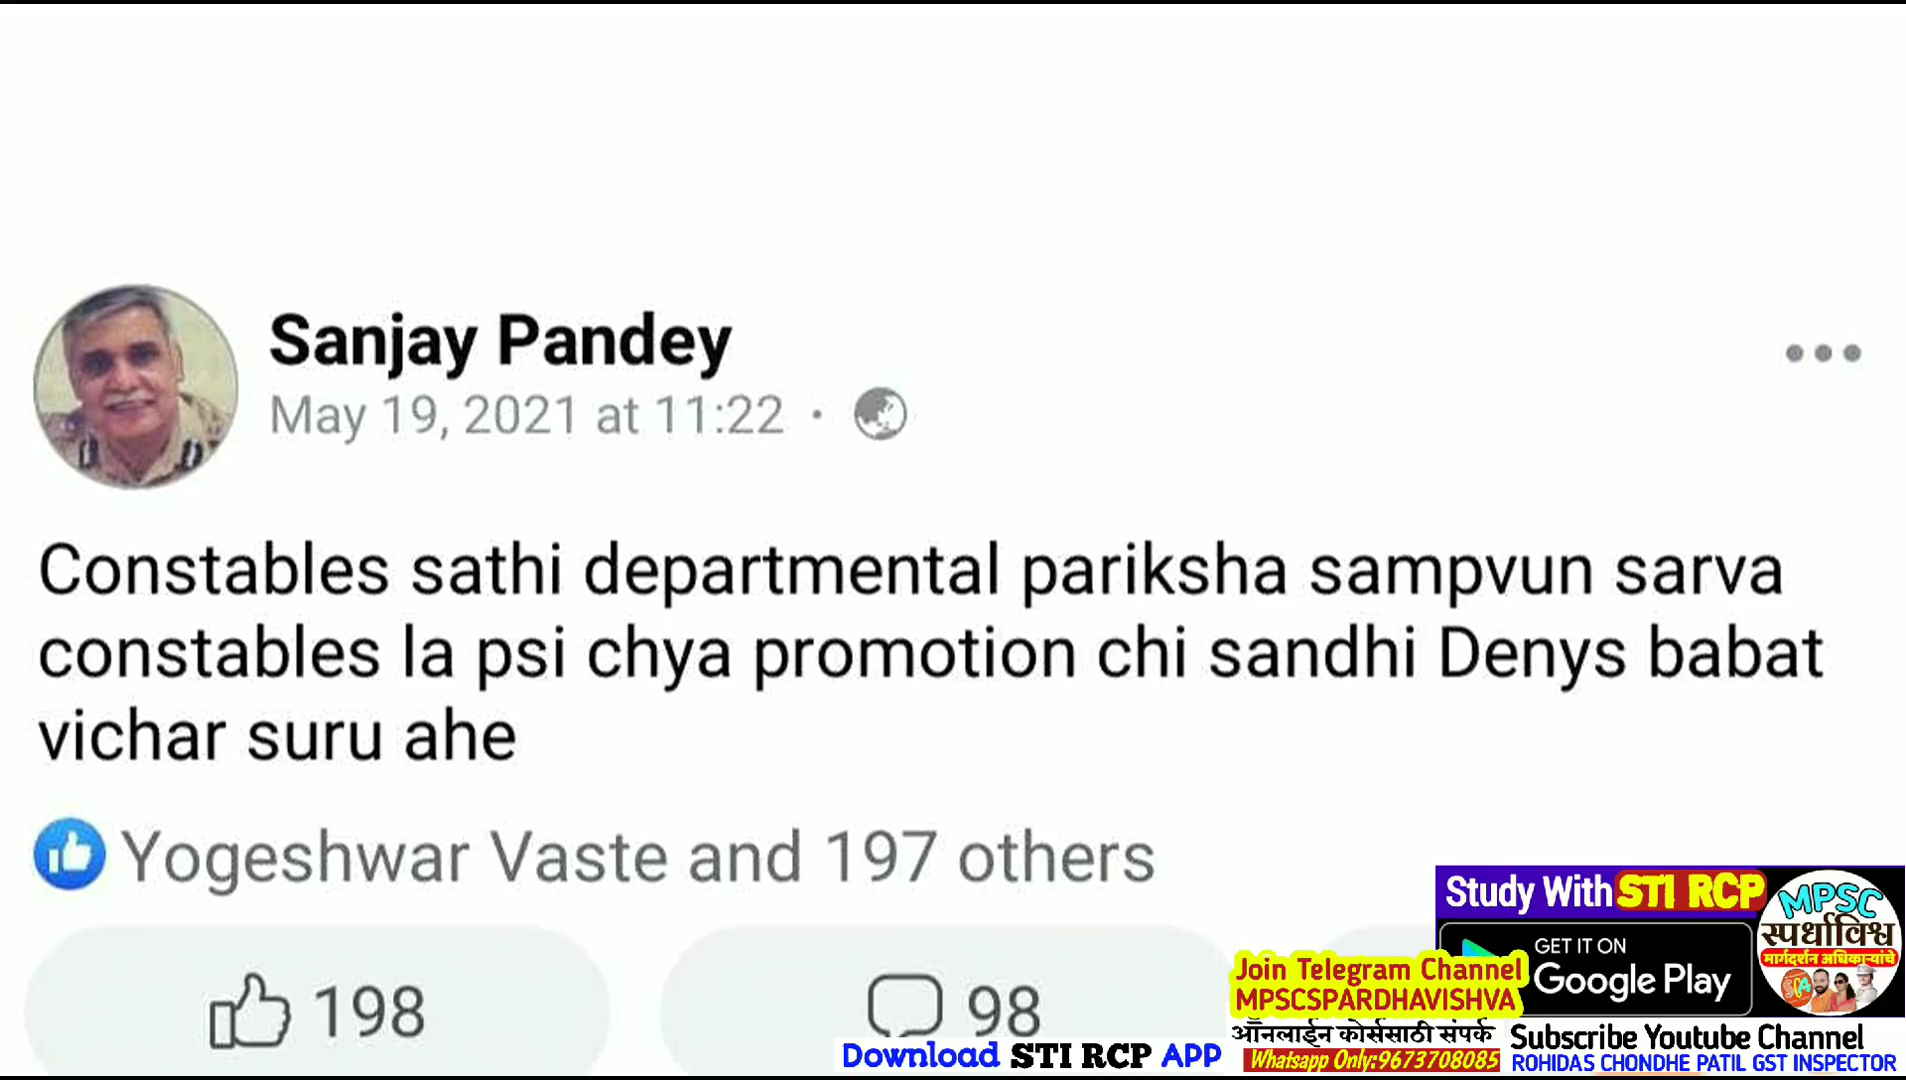 Sanjay Pandey
May 19, 2021 at 11:22 ·
Constables sathi departmental pariksha sampvun sarva
constables la psi chya promotion chi sandhi Denys babat
vichar suru ahe
Yogeshwar Vaste and 197 others
198
98
Study With STI RCP
GET IT ON
Google Play
MPSC
स्पर्धाविश्व
मार्गदर्शन अधिकाऱ्यांचे
Join Telegram Channel
MPSCSPARDHAVISHVA
ऑनलाईन कोर्ससाठी संपर्क
Whatsapp Only:9673708085
Download STI RCP APP
Subscribe Youtube Channel
ROHIDAS CHONDHE PATIL GST INSPECTOR